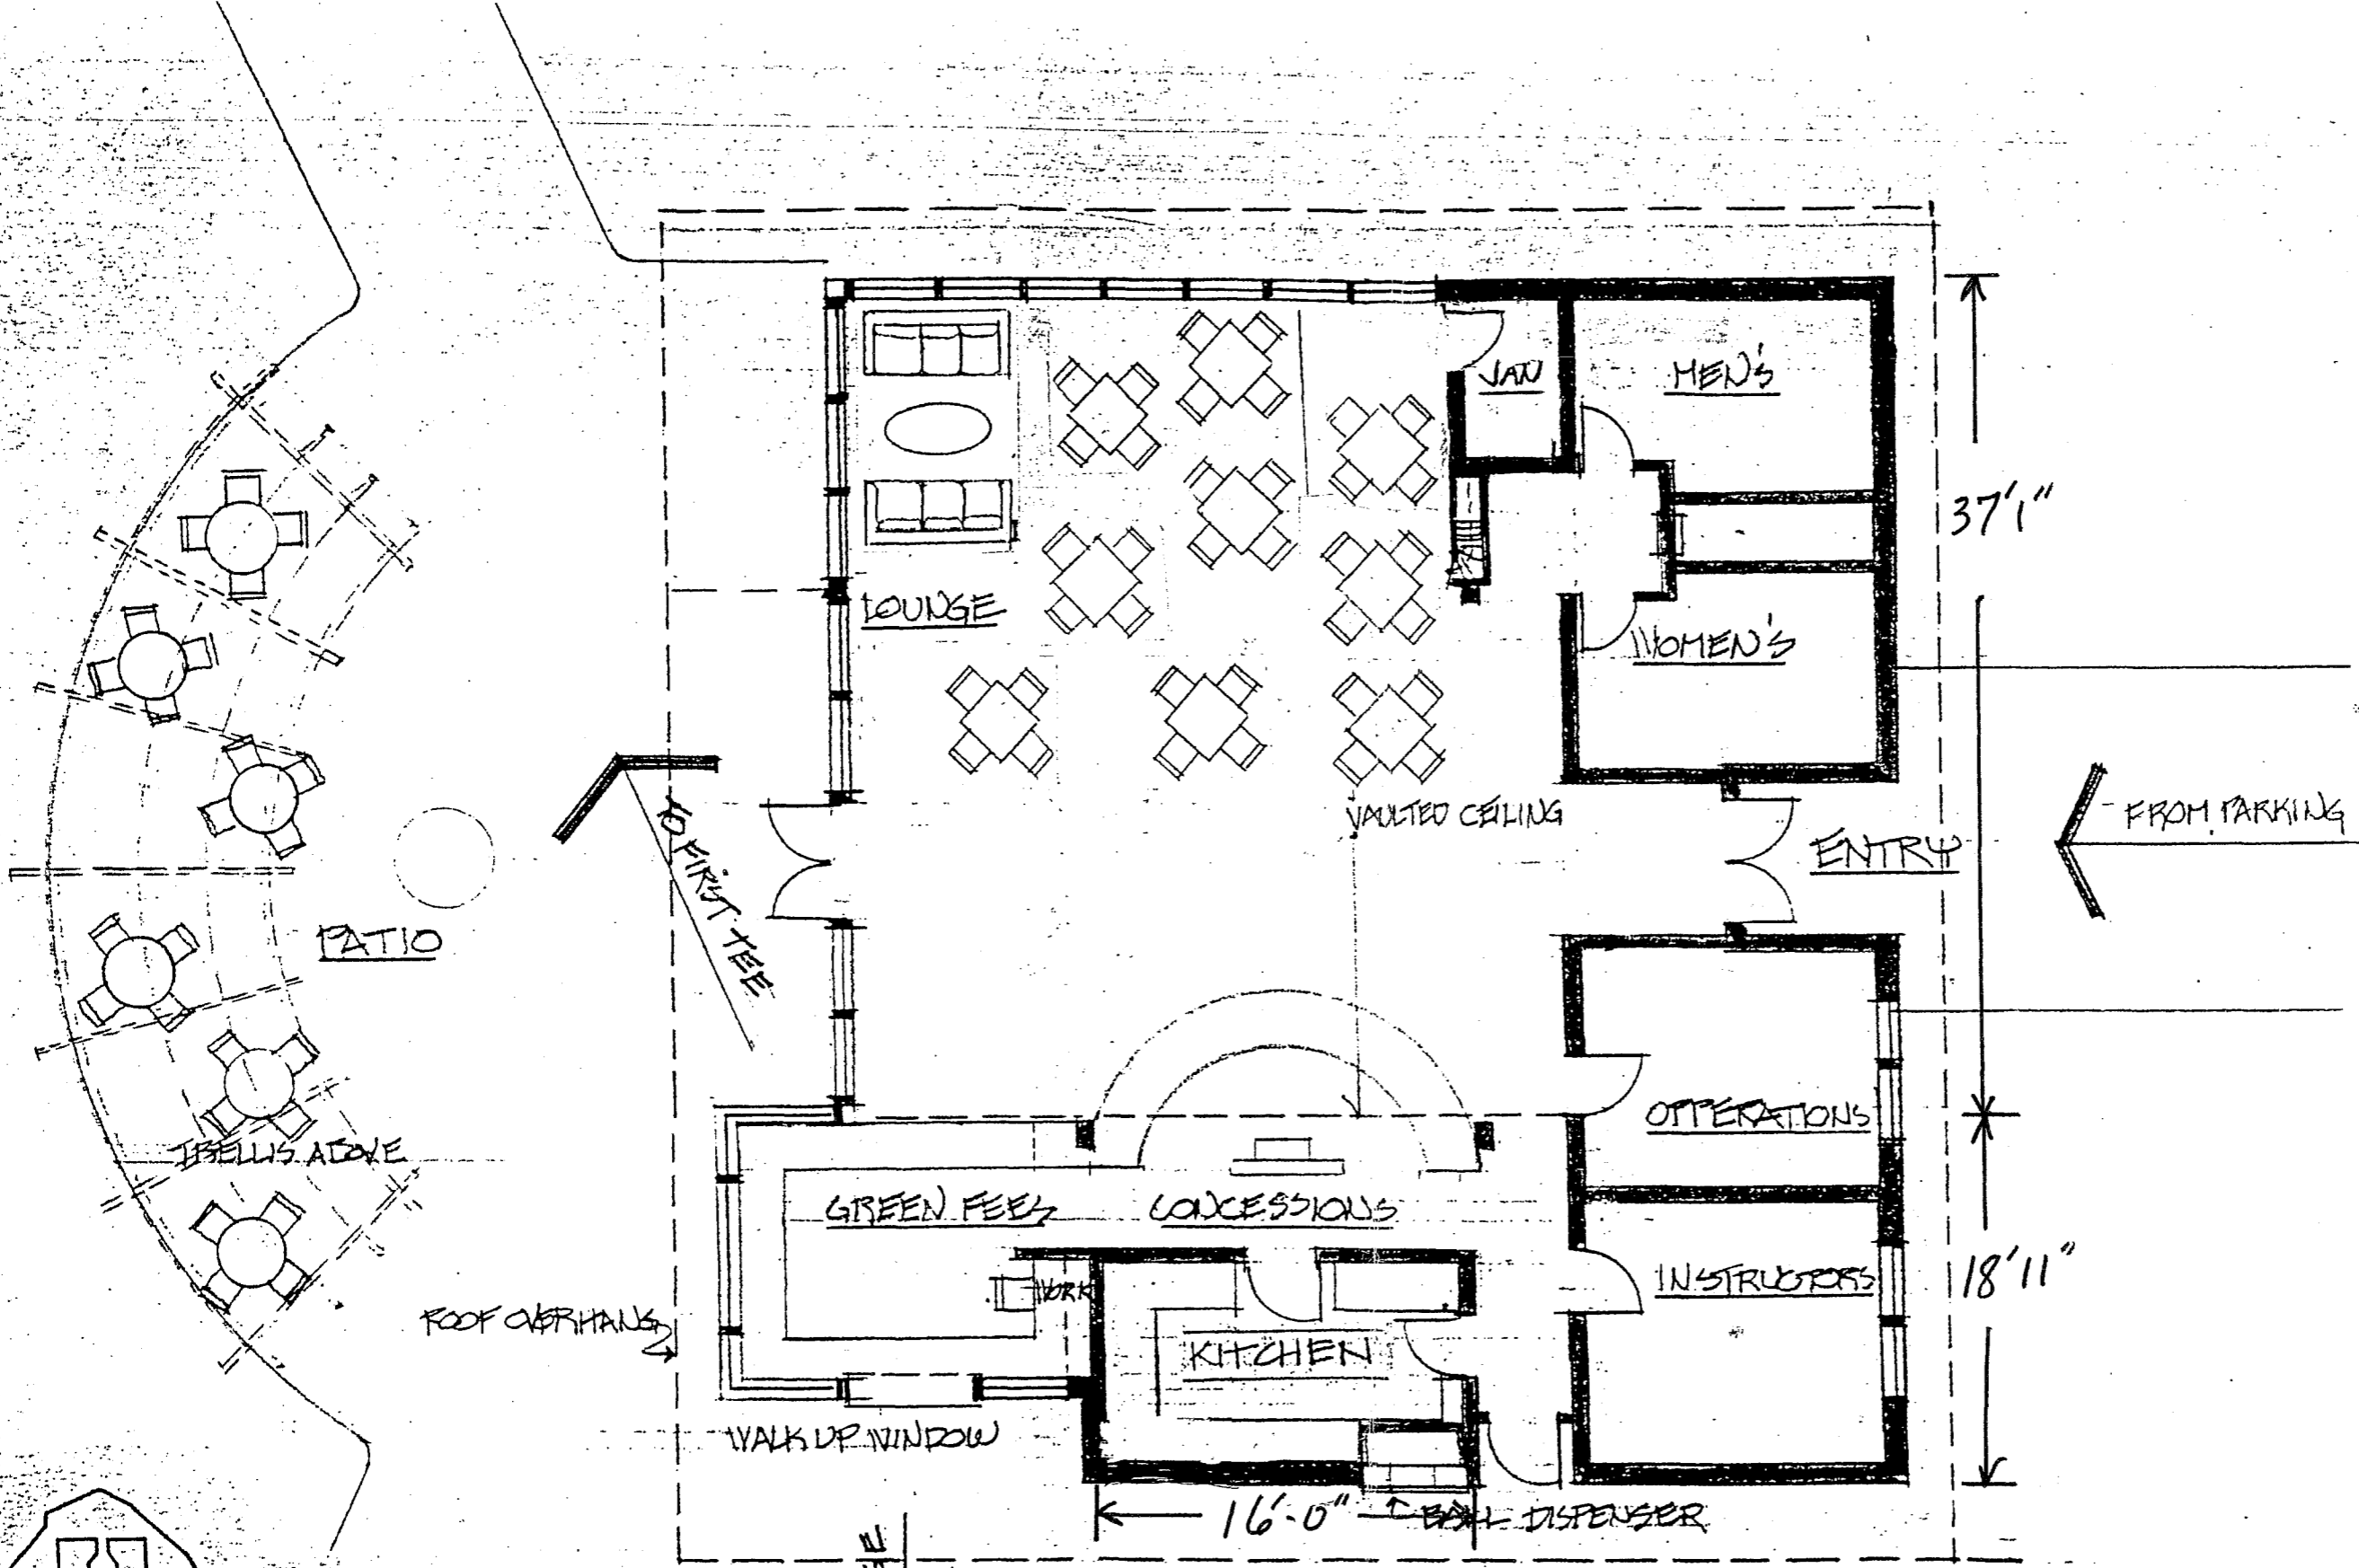 JAN
MEN'S
37'1"
LOUNGE
WOMEN'S
VAULTED CEILING
FROM PARKING
ENTRY
TO FIRST TEE
PATIO
OPPERATIONS
TRELLIS ABOVE
GREEN FEES
CONCESSIONS
INSTRUCTORS
18'11"
WORK
ROOF OVERHANG
KITCHEN
WALK UP WINDOW
16'-0"
BALL DISPENSER